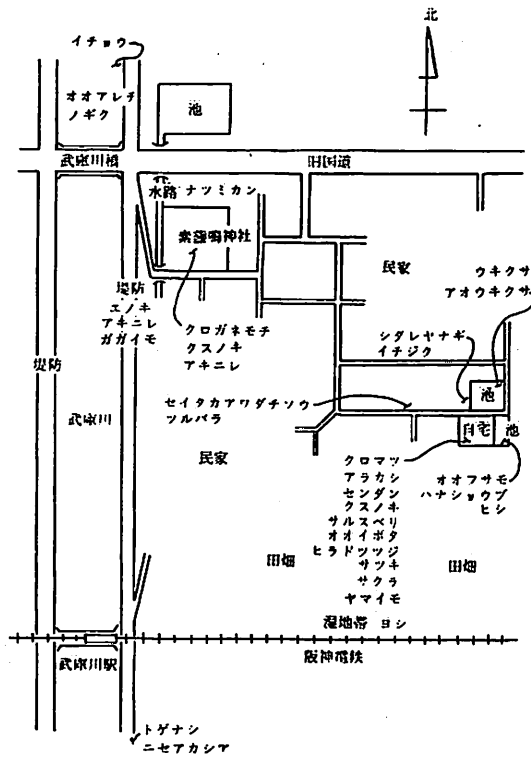 北
イチョウ
オオアレチ
ノギク
池
武庫川橋
旧国道
水路
ナツミカン
素盞嗚神社
民家
ウキクサ
アオウキクサ
堤防
エノキ
アキニレ
ガガイモ
クロガネモチ
クスノキ
アキニレ
シダレヤナギ
イチジク
池
堤防
セイタカアワダチソウ
ツルバラ
武庫川
自宅
池
民家
クロマツ
アラカシ
センダン
クスノキ
サルスベリ
オオイボタ
ヒラドツツジ
サツキ
サクラ
ヤマイモ
オオフサモ
ハナショウブ
ヒシ
田畑
田畑
湿地帯 ヨシ
武庫川駅
阪神電鉄
トゲナシ
ニセアカシア